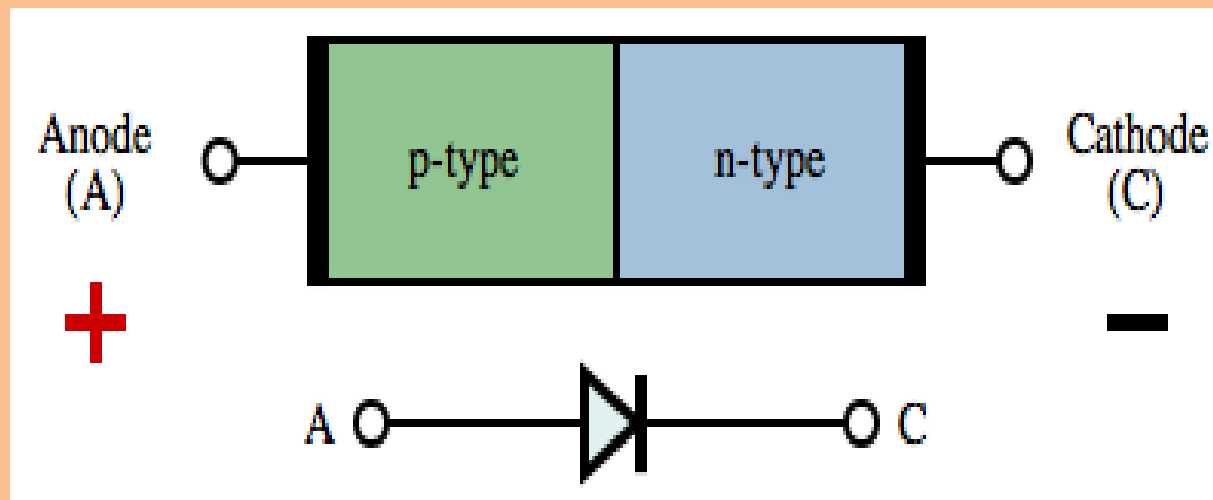 Anode
(A)
p-type
n-type
Cathode
(C)
+
−
A
C